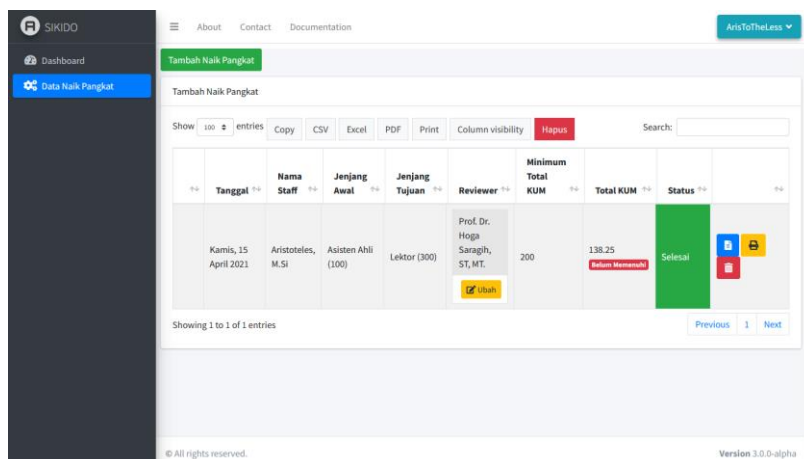 SIKIDO
About Contact Documentation
ArisToTheLess
Dashboard
Data Naik Pangkat
Tambah Naik Pangkat
Tambah Naik Pangkat
Show 100 entries Copy CSV Excel PDF Print Column visibility Hapus Search:
Tanggal Nama Staff Jenjang Awal Jenjang Tujuan Reviewer Minimum Total KUM Total KUM Status
Kamis, 15 April 2021 Aristoteles, M.Si Asisten Ahli (100) Lektor (300) Prof. Dr. Hoga Saragih, ST, MT. Ubah 200 138.25 Belum Memenuhi Selesai
Showing 1 to 1 of 1 entries
Previous 1 Next
© All rights reserved.
Version 3.0.0-alpha